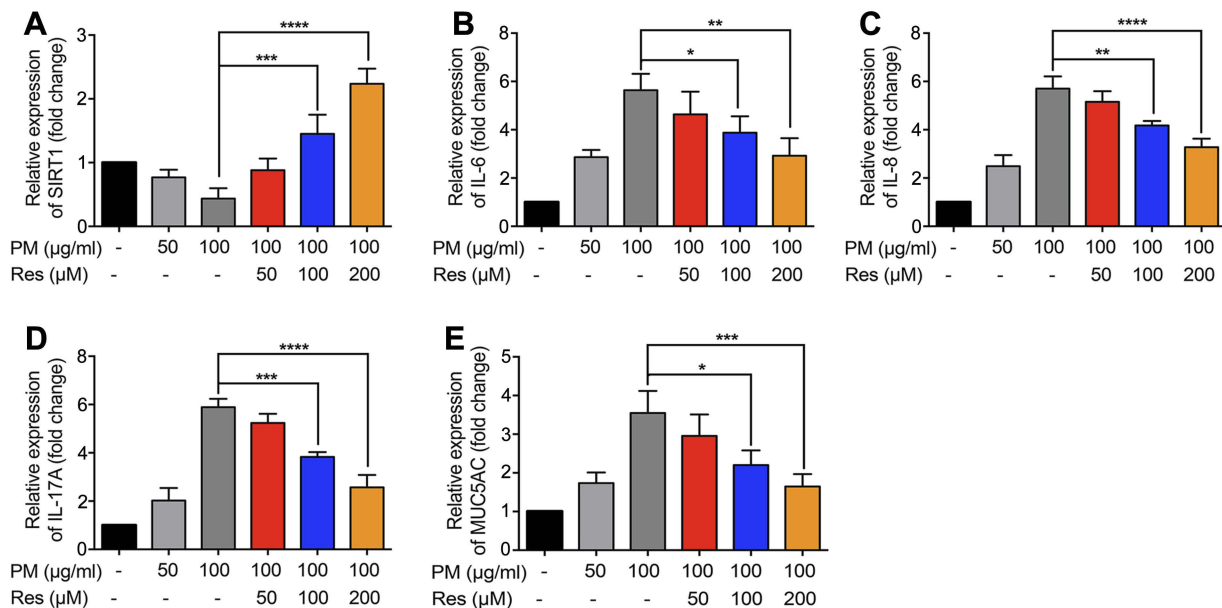 A
Relative expression
of SIRT1 (fold change)
3
2
1
0
***
****
PM (µg/ml) - 50 100 100 100 100
Res (µM) - - - 50 100 200
B
Relative expression
of IL-6 (fold change)
8
6
4
2
0
**
*
PM (µg/ml) - 50 100 100 100 100
Res (µM) - - - 50 100 200
C
Relative expression
of IL-8 (fold change)
8
6
4
2
0
****
**
PM (µg/ml) - 50 100 100 100 100
Res (µM) - - - 50 100 200
D
Relative expression
of IL-17A (fold change)
8
6
4
2
0
****
***
PM (µg/ml) - 50 100 100 100 100
Res (µM) - - - 50 100 200
E
Relative expression
of MUC5AC (fold change)
5
4
3
2
1
0
***
*
PM (µg/ml) - 50 100 100 100 100
Res (µM) - - - 50 100 200